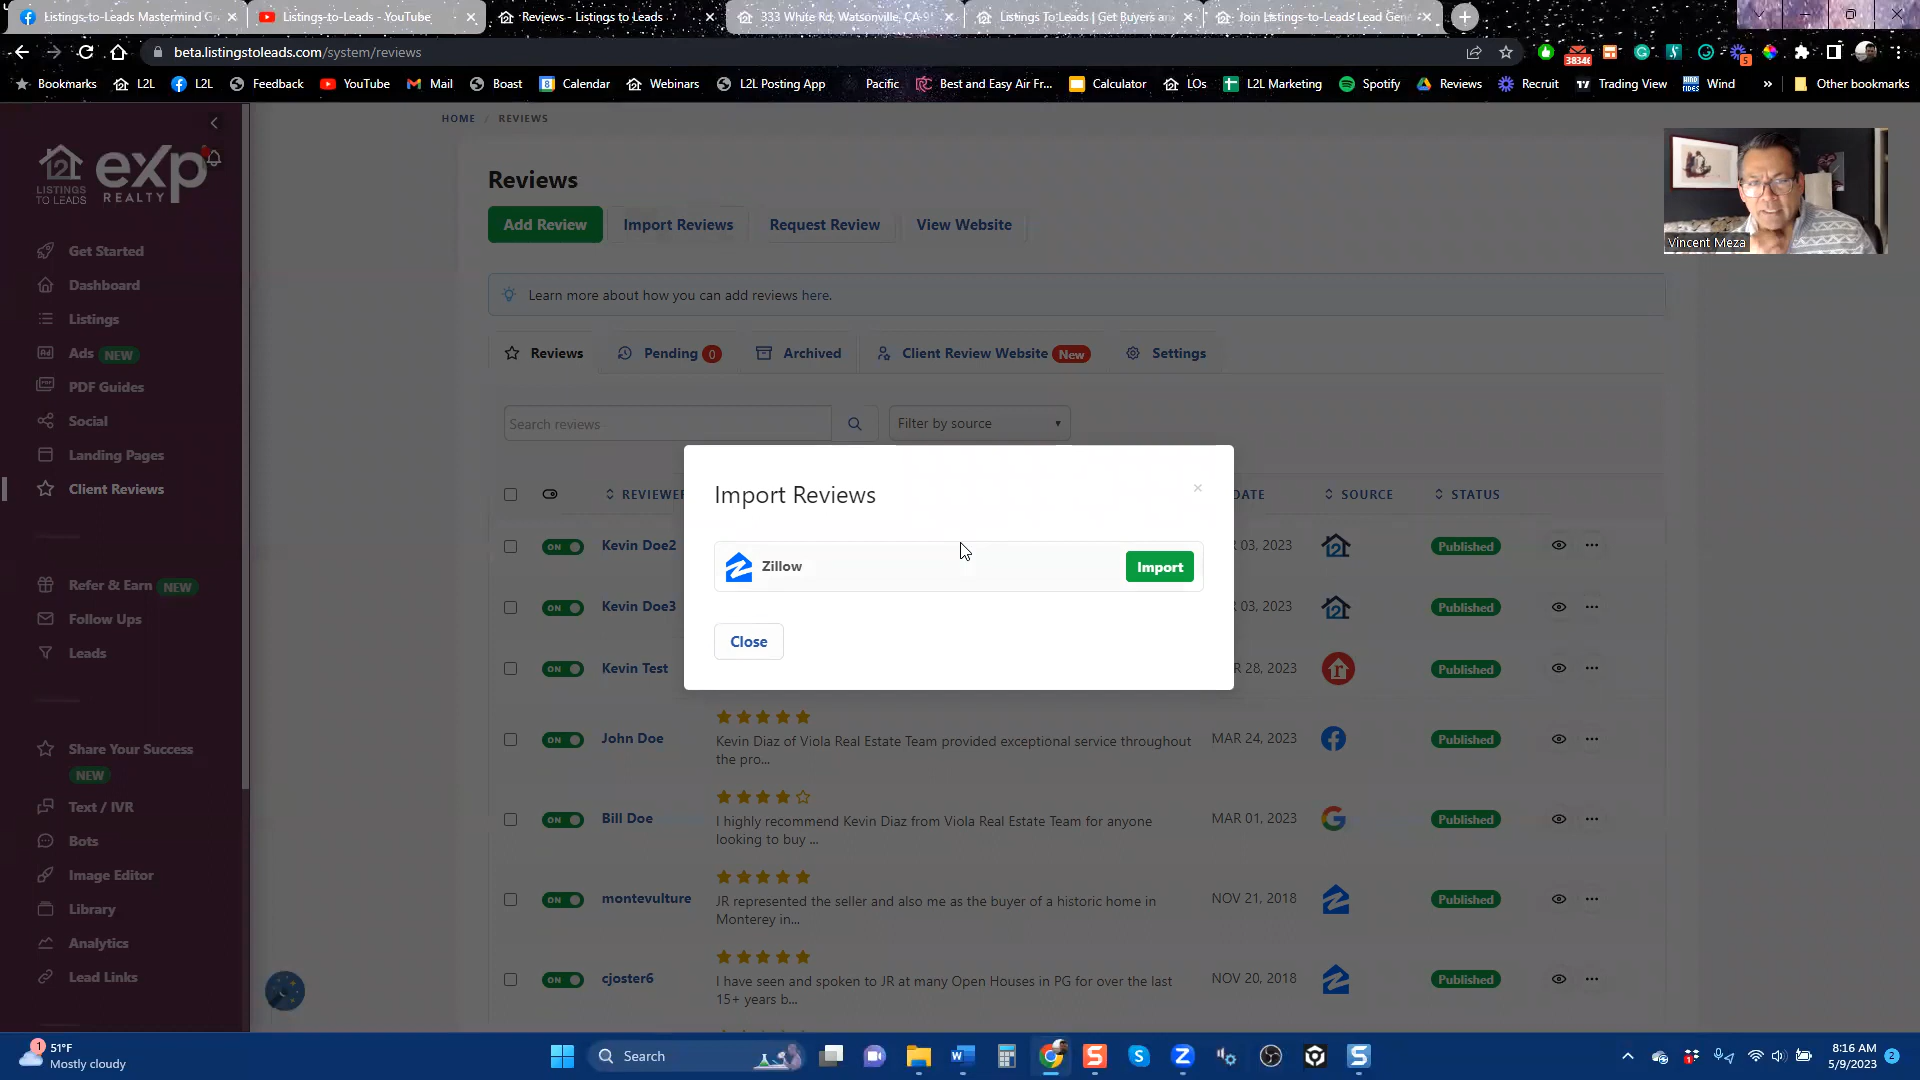 Listings-to-Leads Mastermind G
Listings-to-Leads - YouTube
Reviews - Listings to Leads
333 White Rd, Watsonville, CA 9
Listings To Leads | Get Buyers an
Join Listings-to-Leads Lead Gen
beta.listingstoleads.com/system/reviews
38346
5
Bookmarks
L2L
L2L
Feedback
YouTube
Mail
Boast
Calendar
Webinars
L2L Posting App
Pacific
Best and Easy Air Fr...
Calculator
LOs
L2L Marketing
Spotify
Reviews
Recruit
Trading View
Wind
»
Other bookmarks
LISTINGS TO LEADS
eXp REALTY
Get Started
Dashboard
Listings
Ads NEW
PDF Guides
Social
Landing Pages
Client Reviews
Refer & Earn NEW
Follow Ups
Leads
Share Your Success
NEW
Text / IVR
Bots
Image Editor
Library
Analytics
Lead Links
HOME / REVIEWS
Reviews
Add Review
Import Reviews
Request Review
View Website
Learn more about how you can add reviews here.
Reviews
Pending 0
Archived
Client Review Website New
Settings
Search reviews
Filter by source
REVIEWER
DATE
SOURCE
STATUS
ON Kevin Doe2
03, 2023
Published
ON Kevin Doe3
03, 2023
Published
ON Kevin Test
R 28, 2023
Published
ON John Doe
Kevin Diaz of Viola Real Estate Team provided exceptional service throughout
the pro...
MAR 24, 2023
Published
ON Bill Doe
I highly recommend Kevin Diaz from Viola Real Estate Team for anyone
looking to buy ...
MAR 01, 2023
Published
ON montevulture
JR represented the seller and also me as the buyer of a historic home in
Monterey in...
NOV 21, 2018
Published
ON cjoster6
I have seen and spoken to JR at many Open Houses in PG for over the last
15+ years b...
NOV 20, 2018
Published
Import Reviews
×
Zillow
Import
Close
Vincent Meza
1
51°F
Mostly cloudy
Search
8:16 AM
5/9/2023
2